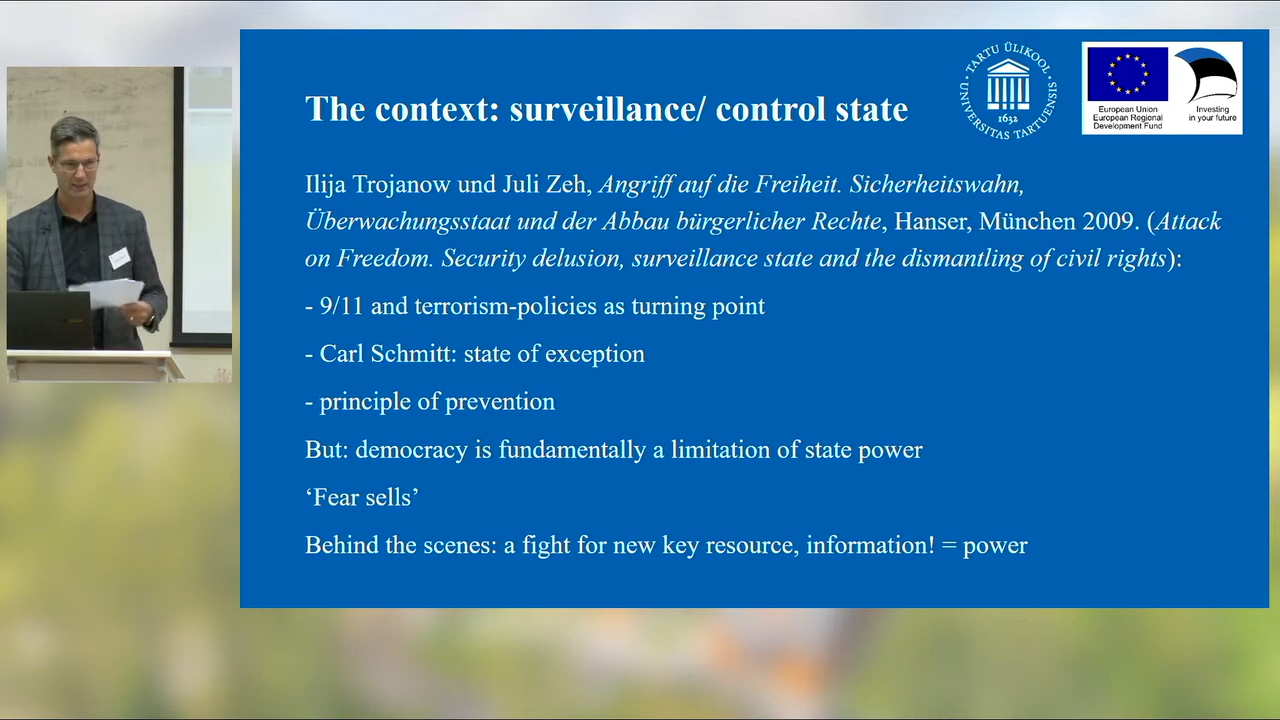 The context: surveillance/ control state
TARTU ÜLIKOOL
UNIVERSITAS TARTUENSIS
1632
European Union
European Regional
Development Fund
Investing
in your future
Ilija Trojanow und Juli Zeh, Angriff auf die Freiheit. Sicherheitswahn,
Überwachungsstaat und der Abbau bürgerlicher Rechte, Hanser, München 2009. (Attack
on Freedom. Security delusion, surveillance state and the dismantling of civil rights):
- 9/11 and terrorism-policies as turning point
- Carl Schmitt: state of exception
- principle of prevention
But: democracy is fundamentally a limitation of state power
‘Fear sells’
Behind the scenes: a fight for new key resource, information! = power